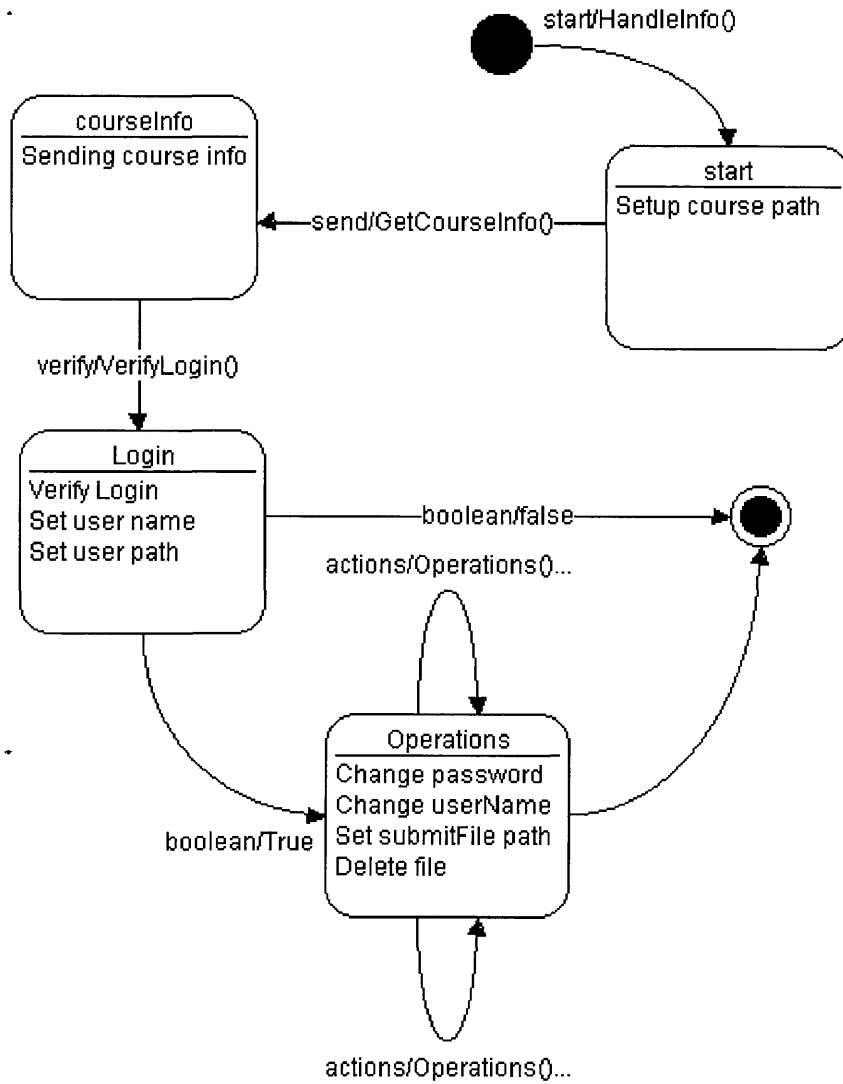 start/HandleInfo()
courseInfo
Sending course info
start
Setup course path
send/GetCourseInfo()
verify/VerifyLogin()
Login
Verify Login
Set user name
Set user path
boolean/false
actions/Operations()...
Operations
Change password
Change userName
Set submitFile path
Delete file
boolean/True
actions/Operations()...